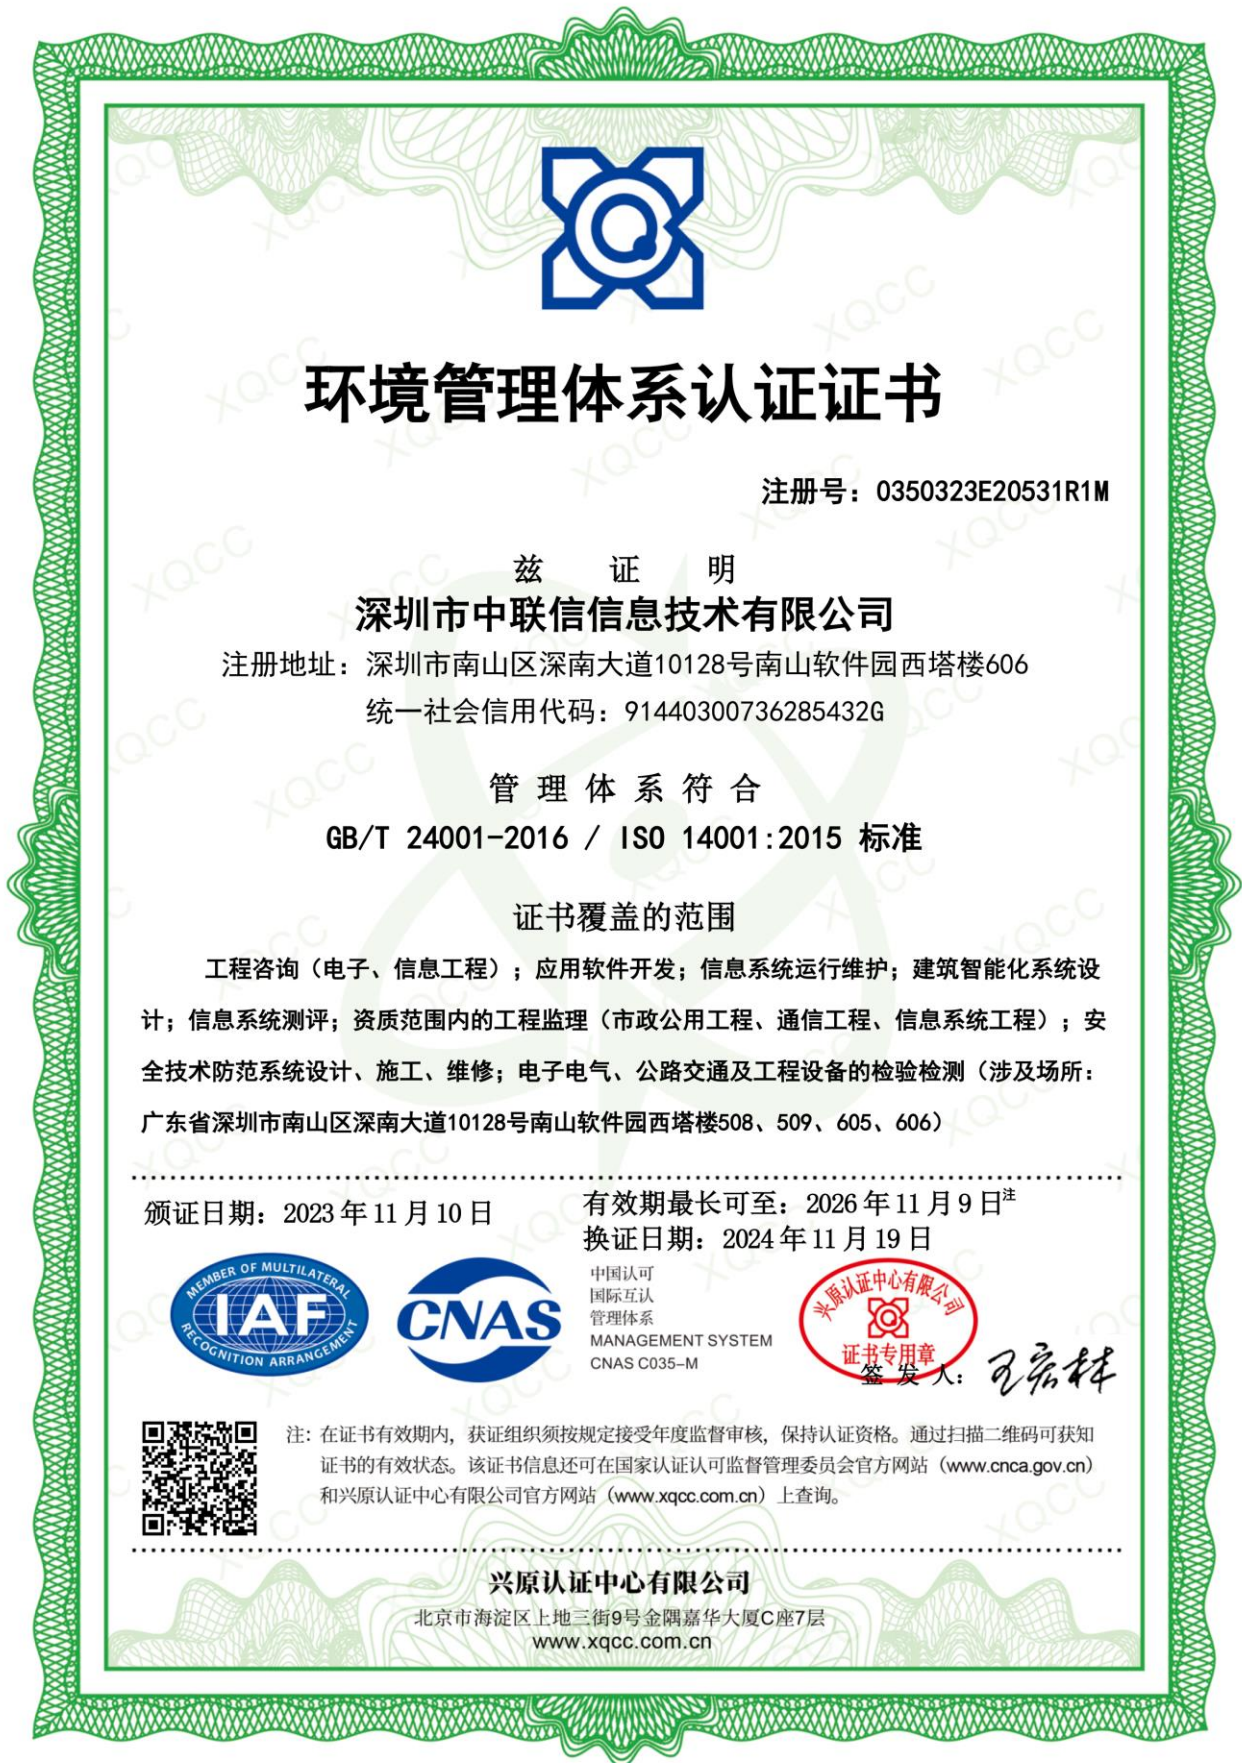 环境管理体系认证证书
注册号：0350323E20531R1M
兹 证 明
深圳市中联信信息技术有限公司
注册地址：深圳市南山区深南大道10128号南山软件园西塔楼606
统一社会信用代码：91440300736285432G
管 理 体 系 符 合
GB/T 24001-2016 / ISO 14001:2015 标准
证书覆盖的范围
工程咨询（电子、信息工程）；应用软件开发；信息系统运行维护；建筑智能化系统设
计；信息系统测评；资质范围内的工程监理（市政公用工程、通信工程、信息系统工程）；安
全技术防范系统设计、施工、维修；电子电气、公路交通及工程设备的检验检测（涉及场所：
广东省深圳市南山区深南大道10128号南山软件园西塔楼508、509、605、606）
颁证日期：2023年11月10日
有效期最长可至：2026年11月9日注
换证日期：2024年11月19日
MEMBER OF MULTILATERAL
IAF
RECOGNITION ARRANGEMENT
CNAS
中国认可
国际互认
管理体系
MANAGEMENT SYSTEM
CNAS C035-M
兴原认证中心有限公司
证书专用章
签 发 人：王宏林
注：在证书有效期内，获证组织须按规定接受年度监督审核，保持认证资格。通过扫描二维码可获知
证书的有效状态。该证书信息还可在国家认证认可监督管理委员会官方网站（www.cnca.gov.cn）
和兴原认证中心有限公司官方网站（www.xqcc.com.cn）上查询。
兴原认证中心有限公司
北京市海淀区上地三街9号金隅嘉华大厦C座7层
www.xqcc.com.cn
XQCC